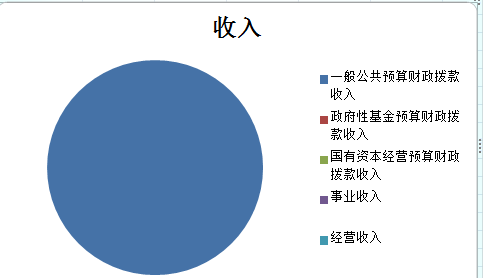 收入
一般公共预算财政拨款
收入
政府性基金预算财政拨
款收入
国有资本经营预算财政
拨款收入
事业收入
经营收入